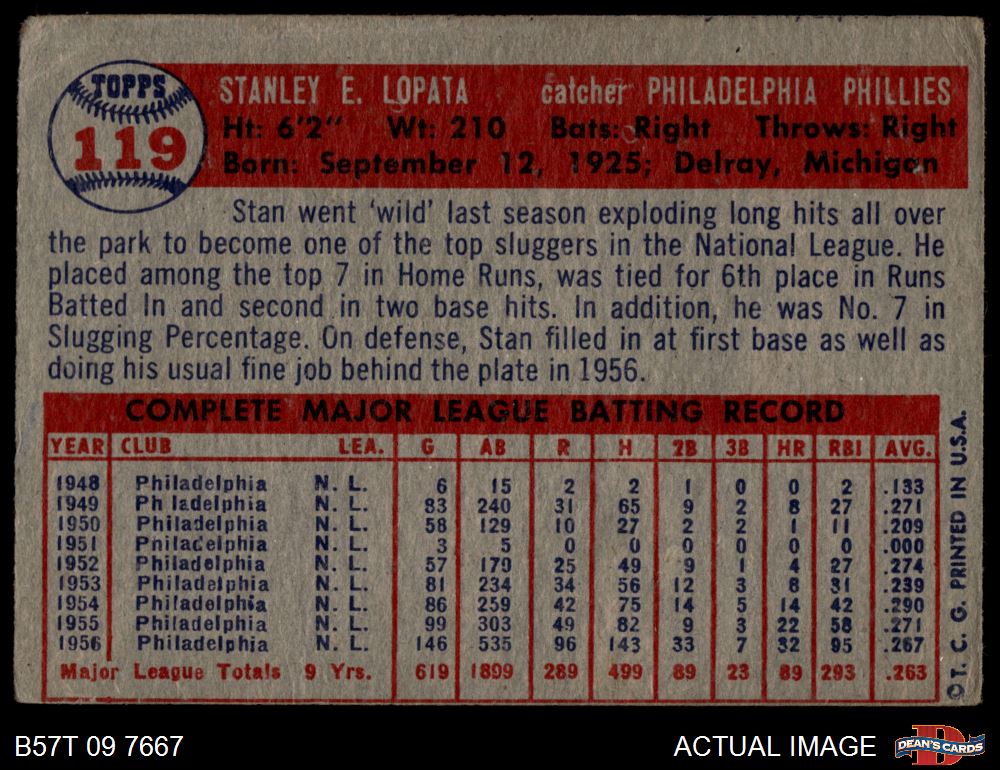 TOPPS
119
STANLEY E. LOPATA catcher PHILADELPHIA PHILLIES
Ht: 6'2" Wt: 210 Bats: Right Throws: Right
Born: September 12, 1925; Delray, Michigan
Stan went 'wild' last season exploding long hits all over
the park to become one of the top sluggers in the National League. He
placed among the top 7 in Home Runs, was tied for 6th place in Runs
Batted In and second in two base hits. In addition, he was No. 7 in
Slugging Percentage. On defense, Stan filled in at first base as well as
doing his usual fine job behind the plate in 1956.
COMPLETE MAJOR LEAGUE BATTING RECORD
YEAR CLUB LEA. G AB R H 2B 3B HR RBI AVG.
1948 Philadelphia N. L. 6 15 2 2 1 0 0 2 .133
1949 Philadelphia N. L. 83 240 31 65 9 2 8 27 .271
1950 Philadelphia N. L. 58 129 10 27 2 2 1 11 .209
1951 Philadelphia N. L. 3 5 0 0 0 0 0 0 .000
1952 Philadelphia N. L. 57 179 25 49 9 1 4 27 .274
1953 Philadelphia N. L. 81 234 34 56 12 3 8 31 .239
1954 Philadelphia N. L. 86 259 42 75 14 5 14 42 .290
1955 Philadelphia N. L. 99 303 49 82 9 3 22 58 .271
1956 Philadelphia N. L. 146 535 96 143 33 7 32 95 .267
Major League Totals 9 Yrs. 619 1899 289 499 89 23 89 293 .263
© T. C. G. PRINTED IN U.S.A.
B57T 09 7667
ACTUAL IMAGE
D
DEAN'S CARDS